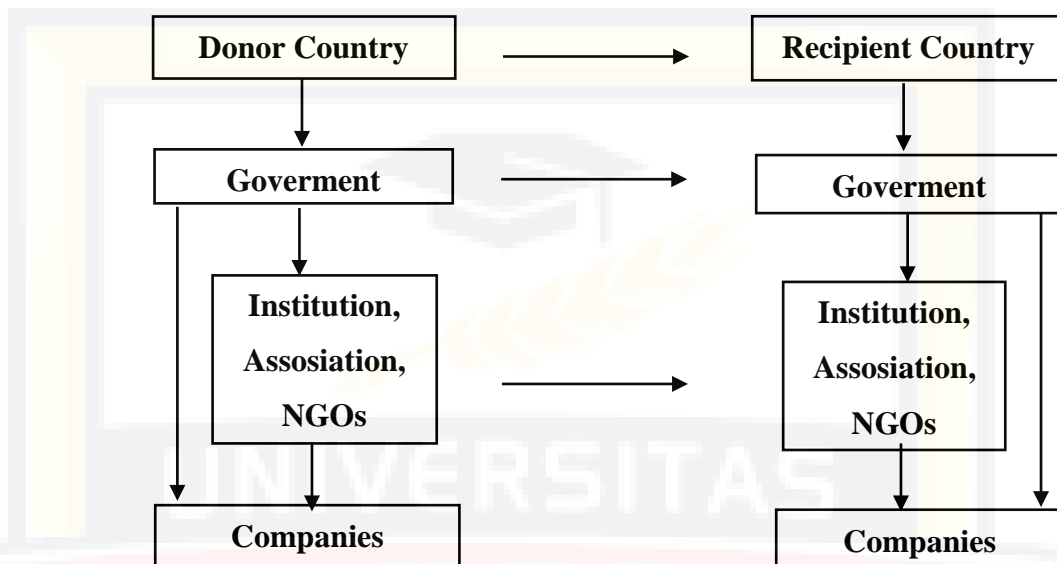 Donor Country
Recipient Country
Goverment
Goverment
Institution,
Assosiation,
NGOs
Institution,
Assosiation,
NGOs
UNIVERSITAS
Companies
Companies